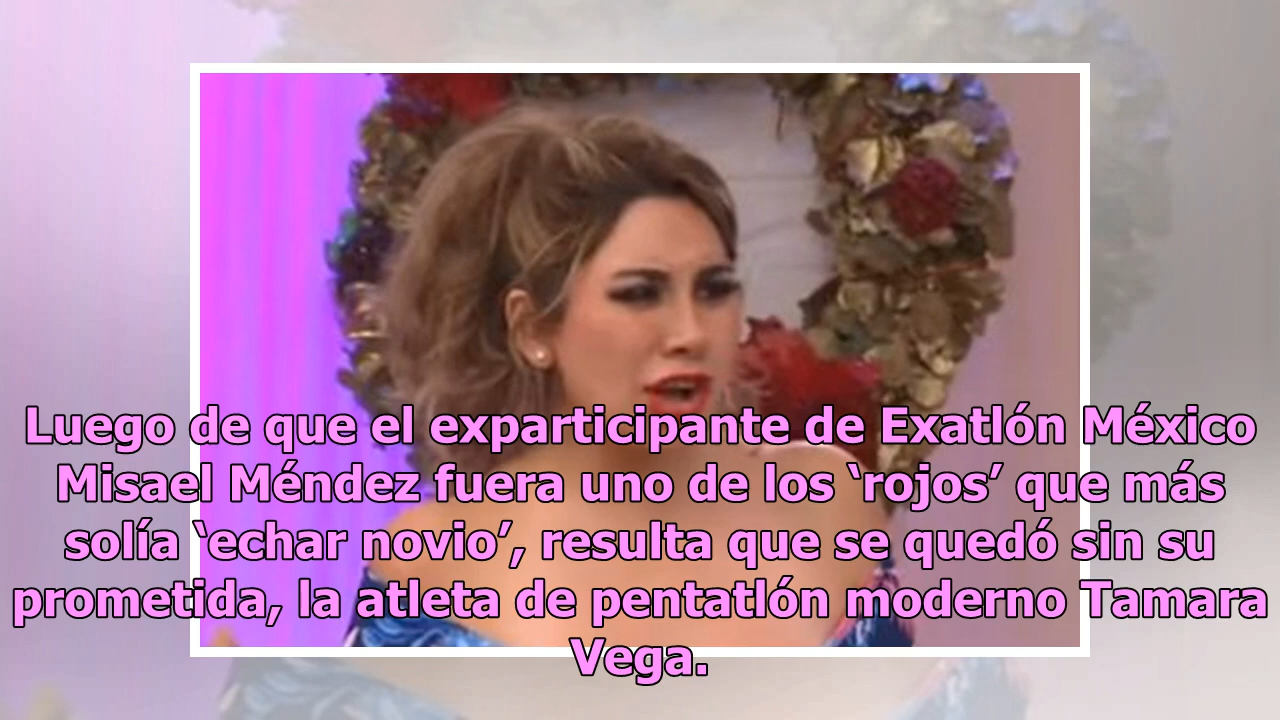 Luego de que el exparticipante de Exatlón México
Misael Méndez fuera uno de los ‘rojos’ que más
solía ‘echar novio’, resulta que se quedó sin su
prometida, la atleta de pentatlón moderno Tamara
Vega.